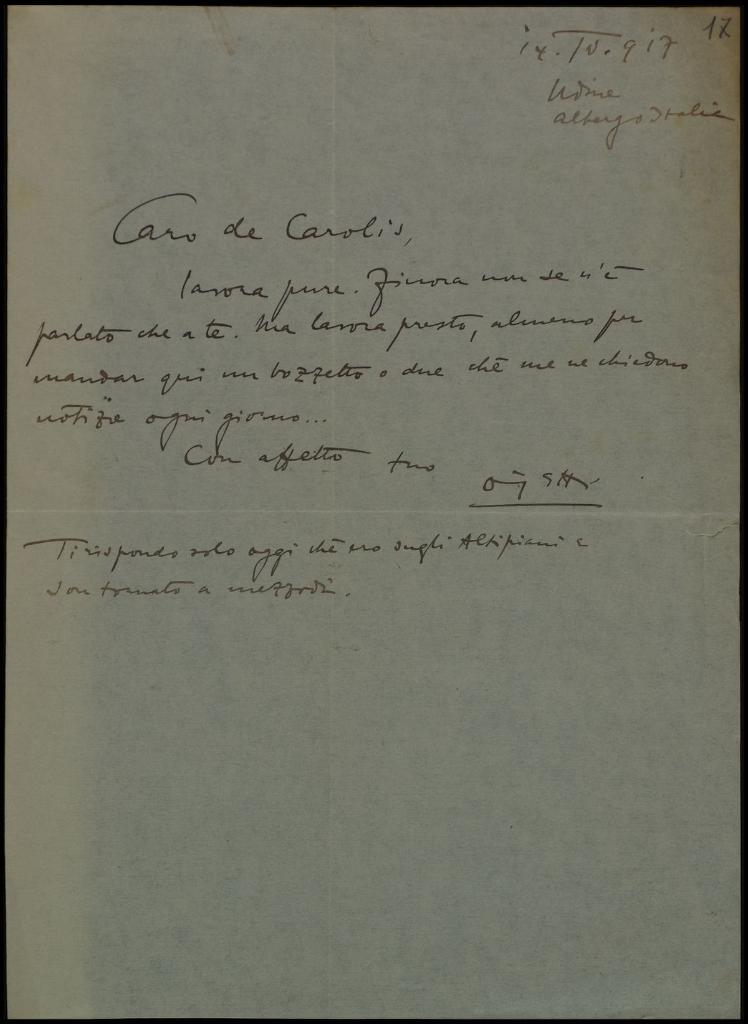 17
14. IV. 917
Udine
albergo Italia
Caro de Carolis,
lavora pure. Finora non se n'è
parlato che a te. Ma lavora presto, almeno per
mandar qui un bozzetto o due chè me ne chiedono
notizie ogni giorno...
Con affetto tuo
Ti rispondo solo oggi chè ero sugli Altipiani e
son tornato a mezzodì.